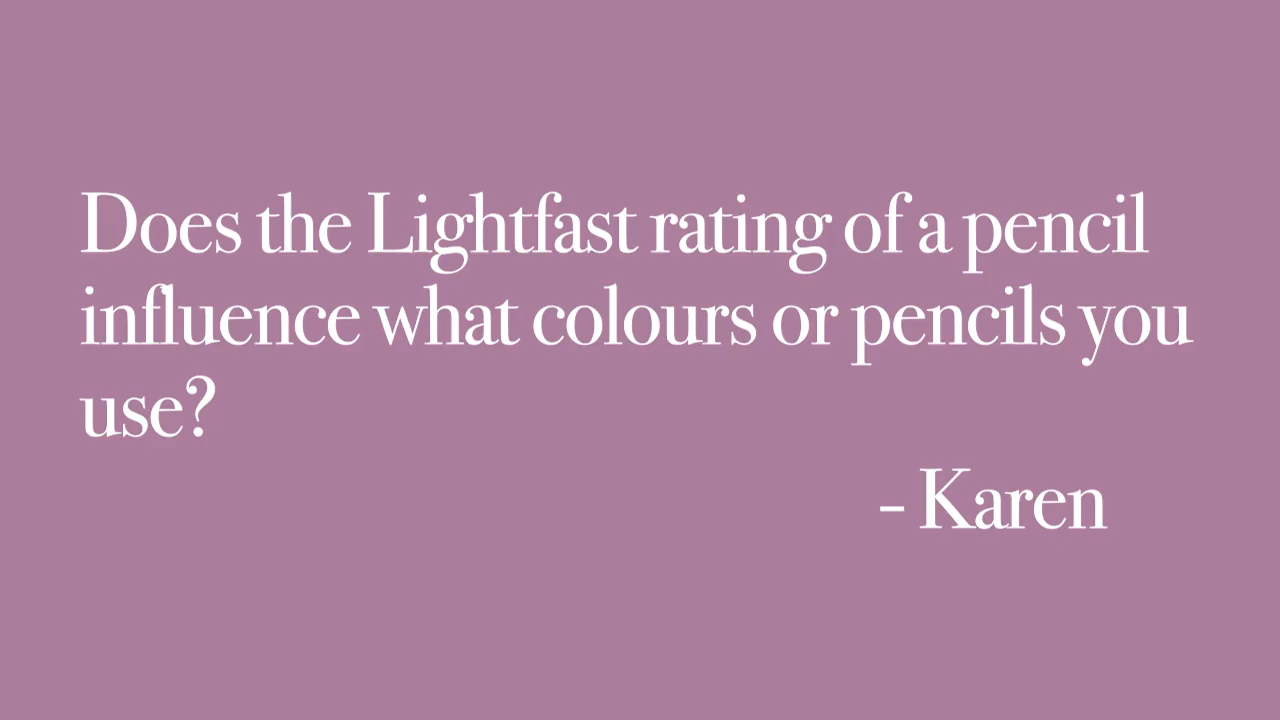 Does the Lightfast rating of a pencil
influence what colours or pencils you
use?
- Karen